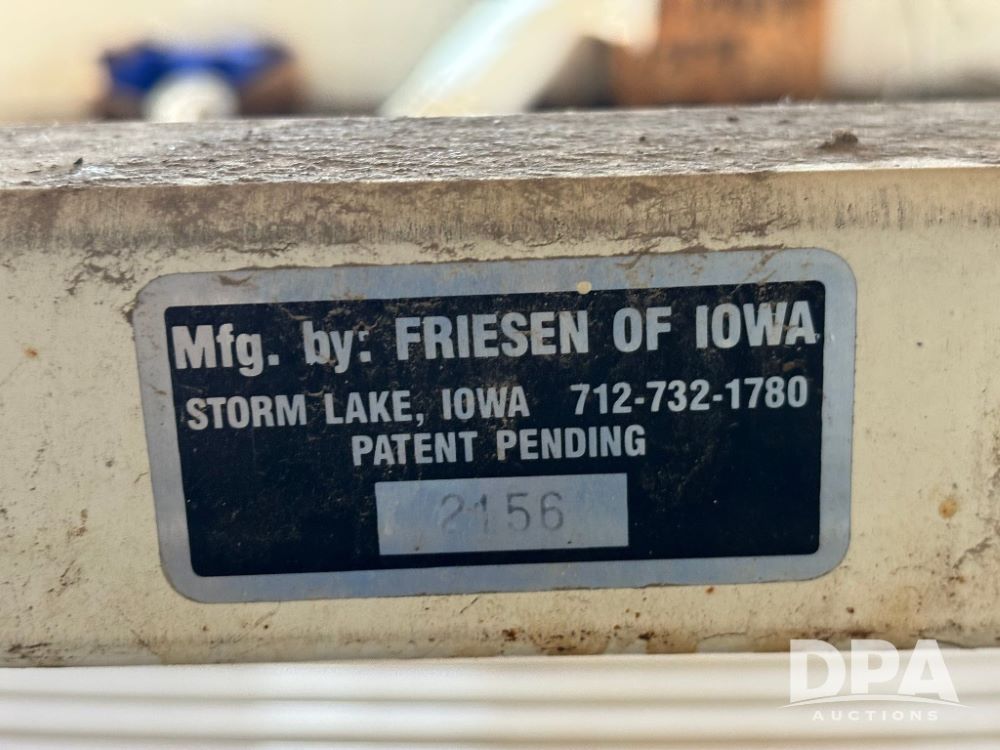 Mfg. by: FRIESEN OF IOWA
STORM LAKE, IOWA 712-732-1780
PATENT PENDING
2156
DPA
AUCTIONS